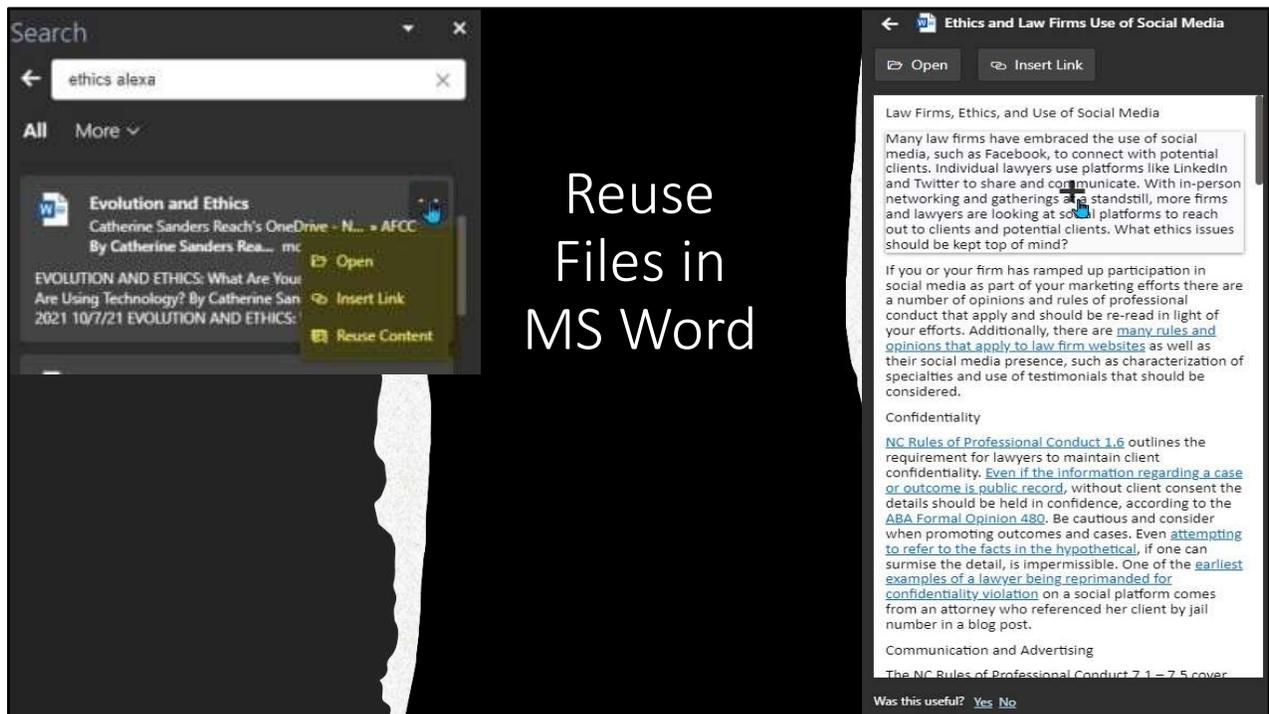 Search
ethics alexa
All More
Evolution and Ethics
Catherine Sanders Reach's OneDrive - N... » AFCC
By Catherine Sanders Rea...
EVOLUTION AND ETHICS: What Are
Are Using Technology? By Catherine San
2021 10/7/21 EVOLUTION AND ETHICS:
Open
Insert Link
Reuse Content
Reuse
Files in
MS Word
Ethics and Law Firms Use of Social Media
Open Insert Link
Law Firms, Ethics, and Use of Social Media
Many law firms have embraced the use of social
media, such as Facebook, to connect with potential
clients. Individual lawyers use platforms like LinkedIn
and Twitter to share and communicate. With in-person
networking and gatherings at a standstill, more firms
and lawyers are looking at social platforms to reach
out to clients and potential clients. What ethics issues
should be kept top of mind?
If you or your firm has ramped up participation in
social media as part of your marketing efforts there are
a number of opinions and rules of professional
conduct that apply and should be re-read in light of
your efforts. Additionally, there are many rules and
opinions that apply to law firm websites as well as
their social media presence, such as characterization of
specialties and use of testimonials that should be
considered.
Confidentiality
NC Rules of Professional Conduct 1.6 outlines the
requirement for lawyers to maintain client
confidentiality. Even if the information regarding a case
or outcome is public record, without client consent the
details should be held in confidence, according to the
ABA Formal Opinion 480. Be cautious and consider
when promoting outcomes and cases. Even attempting
to refer to the facts in the hypothetical, if one can
surmise the detail, is impermissible. One of the earliest
examples of a lawyer being reprimanded for
confidentiality violation on a social platform comes
from an attorney who referenced her client by jail
number in a blog post.
Communication and Advertising
The NC Rules of Professional Conduct 7.1 – 7.5 cover
Was this useful? Yes No